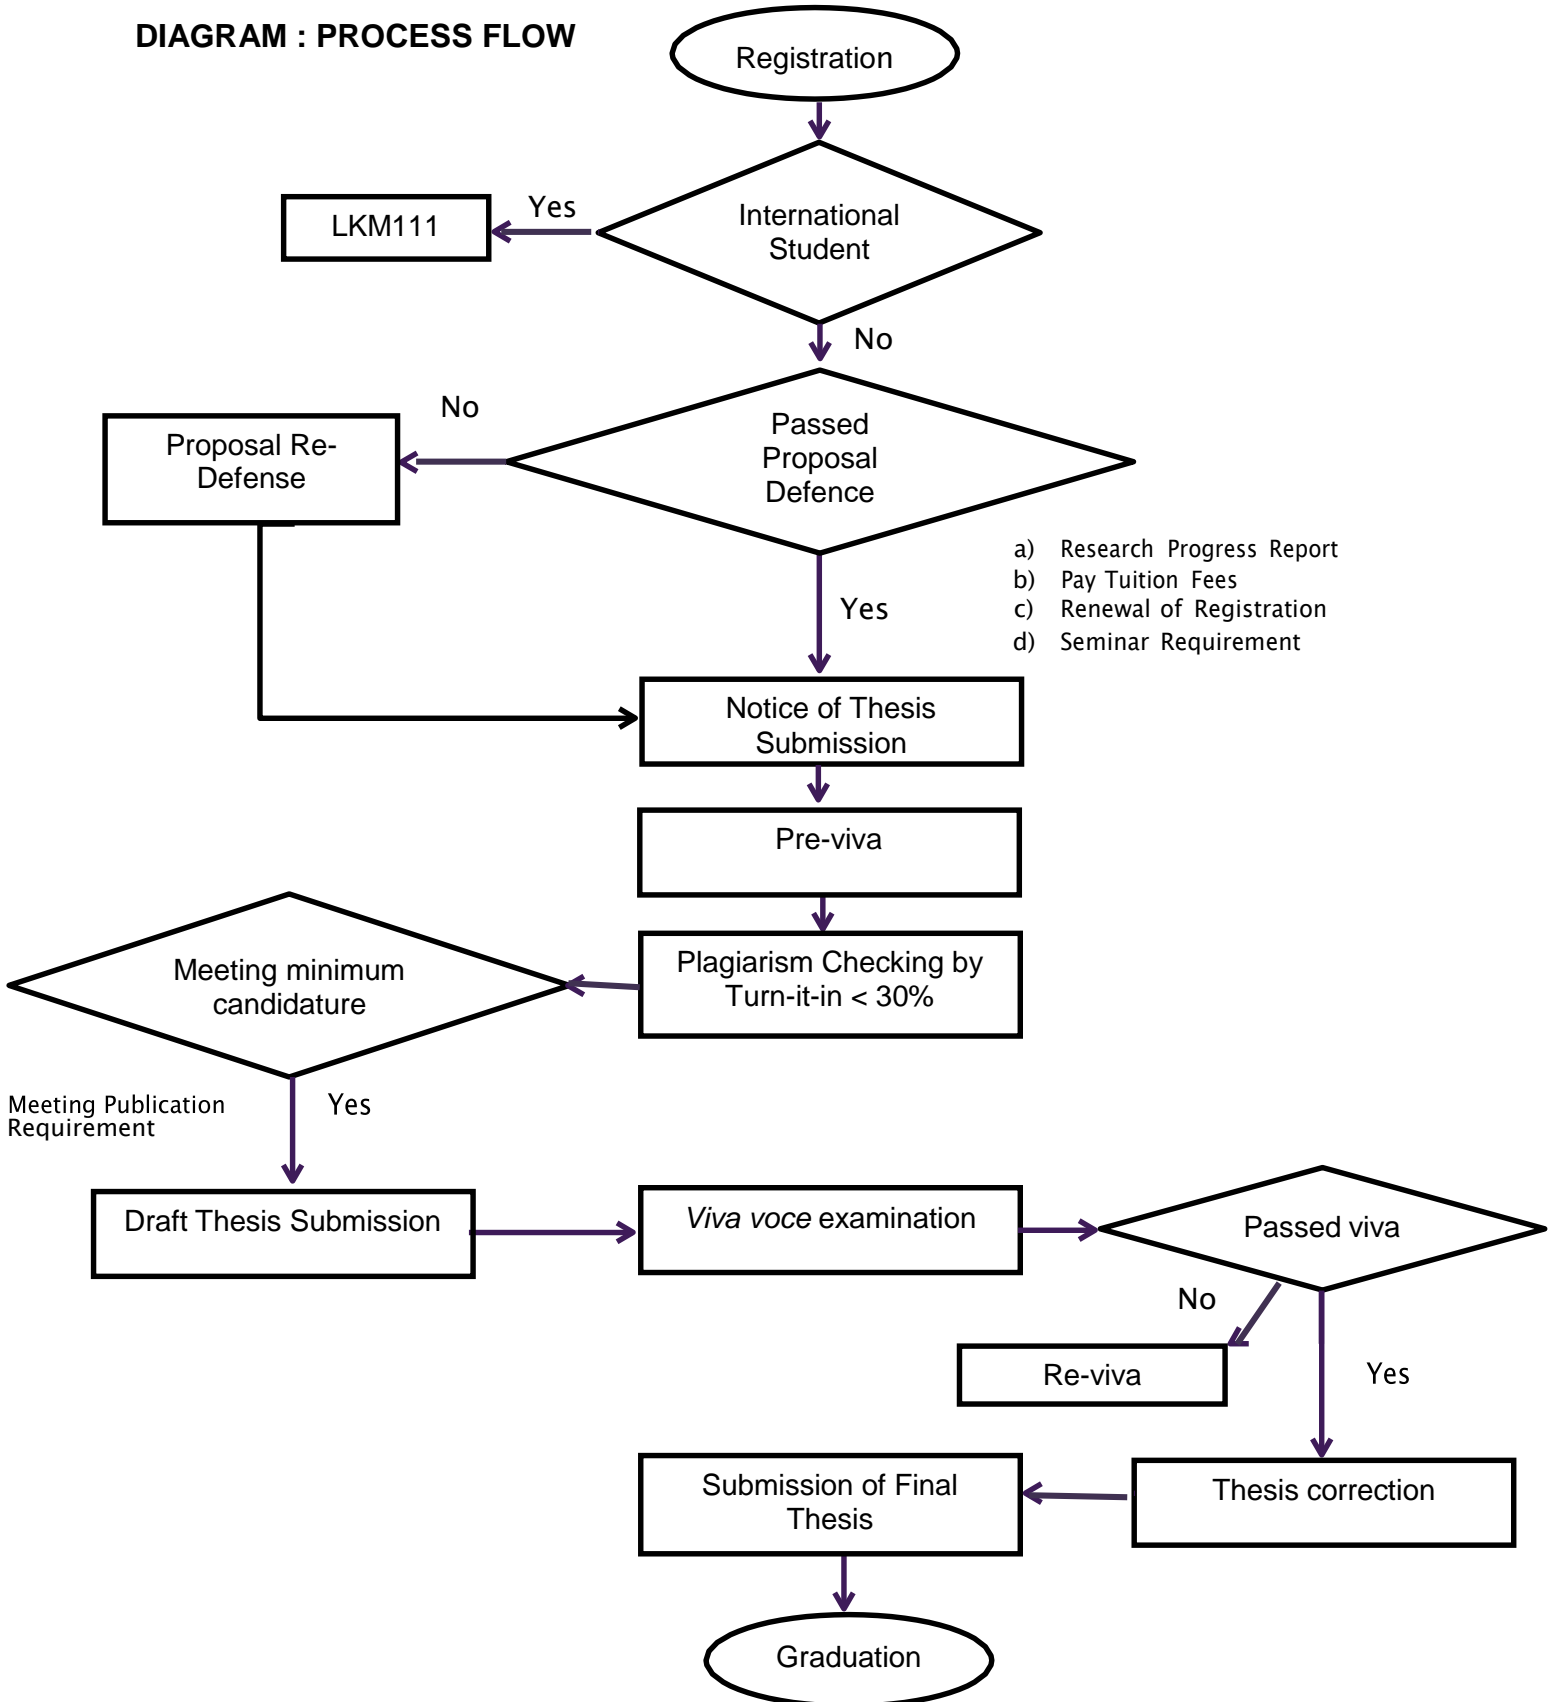 DIAGRAM : PROCESS FLOW
Registration
International
Student
Yes
LKM111
No
Passed
Proposal
Defence
No
Proposal Re-
Defense
a) Research Progress Report
b) Pay Tuition Fees
c) Renewal of Registration
d) Seminar Requirement
Yes
Notice of Thesis
Submission
Pre-viva
Plagiarism Checking by
Turn-it-in < 30%
Meeting minimum
candidature
Meeting Publication
Requirement
Yes
Draft Thesis Submission
Viva voce examination
Passed viva
No
Re-viva
Yes
Thesis correction
Submission of Final
Thesis
Graduation